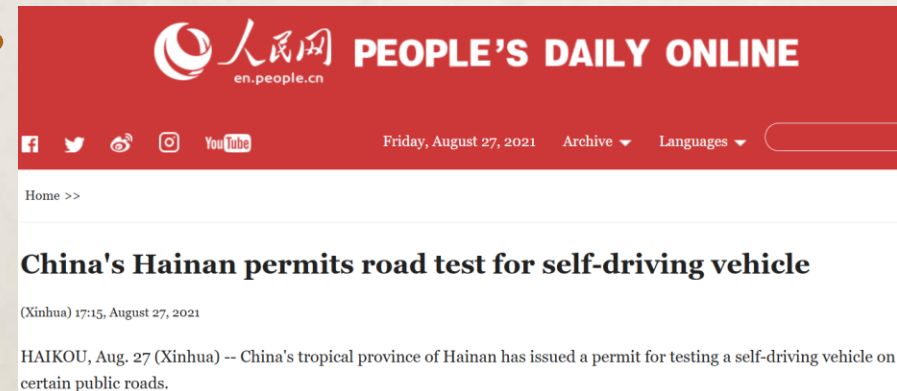 人民网 PEOPLE'S DAILY ONLINE
en.people.cn
You Tube Friday, August 27, 2021 Archive Languages
Home >>
China's Hainan permits road test for self-driving vehicle
(Xinhua) 17:15, August 27, 2021
HAIKOU, Aug. 27 (Xinhua) -- China's tropical province of Hainan has issued a permit for testing a self-driving vehicle on
certain public roads.